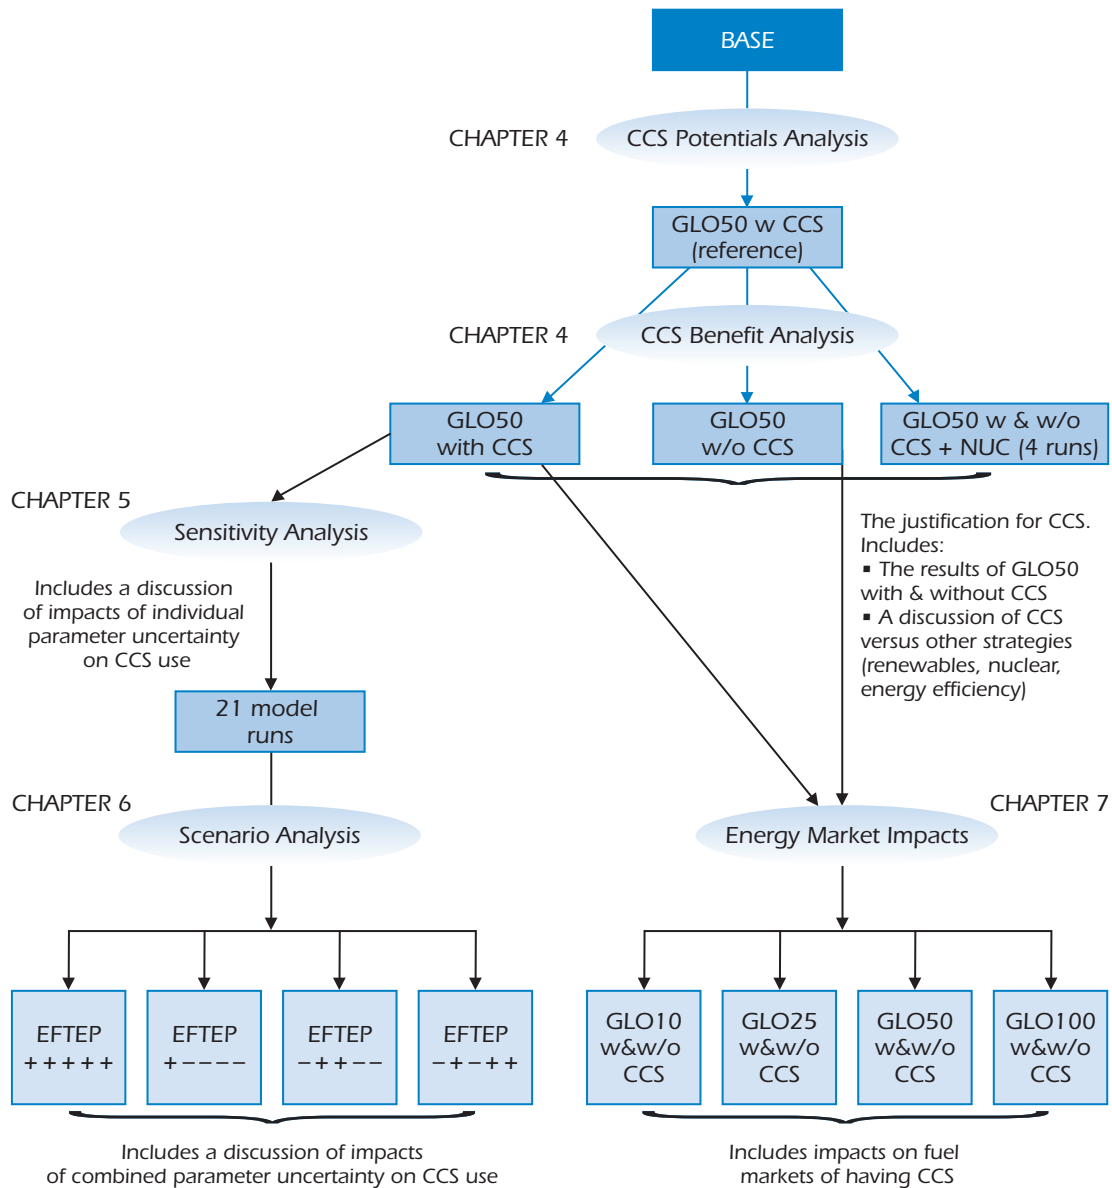 BASE
CHAPTER 4
CCS Potentials Analysis
GLO50 w CCS
(reference)
CHAPTER 4
CCS Benefit Analysis
GLO50
with CCS
GLO50
w/o CCS
GLO50 w & w/o
CCS + NUC (4 runs)
CHAPTER 5
Sensitivity Analysis
Includes a discussion
of impacts of individual
parameter uncertainty
on CCS use
The justification for CCS.
Includes:
▪ The results of GLO50
with & without CCS
▪ A discussion of CCS
versus other strategies
(renewables, nuclear,
energy efficiency)
21 model
runs
CHAPTER 6
Scenario Analysis
CHAPTER 7
Energy Market Impacts
EFTEP
+++++
EFTEP
+−−−−
EFTEP
−++−−
EFTEP
−+−++
GLO10
w&w/o
CCS
GLO25
w&w/o
CCS
GLO50
w&w/o
CCS
GLO100
w&w/o
CCS
Includes a discussion of impacts
of combined parameter uncertainty on CCS use
Includes impacts on fuel
markets of having CCS